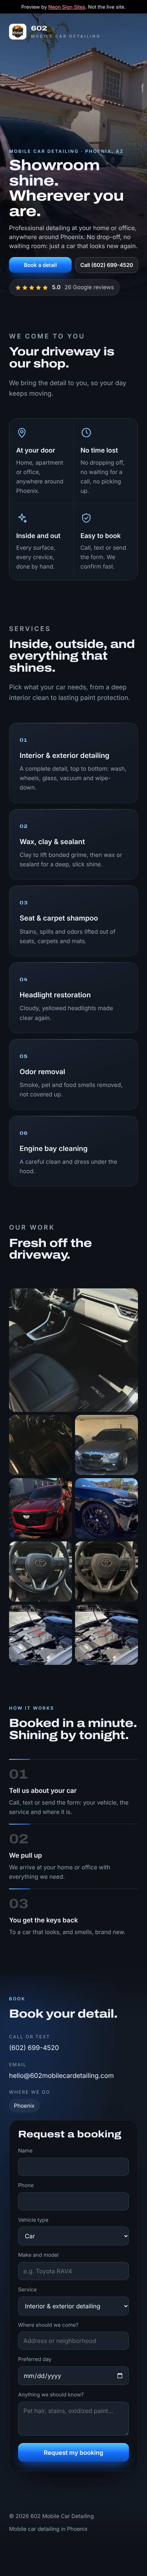 Preview by Neon Sign Sites. Not the live site.
602
MOBILE CAR DETAILING
MOBILE CAR DETAILING · PHOENIX, AZ
Showroom
shine.
Wherever you
are.
Professional detailing at your home or office,
anywhere around Phoenix. No drop-off, no
waiting room: just a car that looks new again.
Book a detail
Call (602) 699-4520
5.0 26 Google reviews
WE COME TO YOU
Your driveway is
our shop.
We bring the detail to you, so your day
keeps moving.
At your door
Home, apartment
or office,
anywhere around
Phoenix.
No time lost
No dropping off,
no waiting for a
call, no picking
up.
Inside and out
Every surface,
every crevice,
done by hand.
Easy to book
Call, text or send
the form. We
confirm fast.
SERVICES
Inside, outside, and
everything that
shines.
Pick what your car needs, from a deep
interior clean to lasting paint protection.
01
Interior & exterior detailing
A complete detail, top to bottom: wash,
wheels, glass, vacuum and wipe-
down.
02
Wax, clay & sealant
Clay to lift bonded grime, then wax or
sealant for a deep, slick shine.
03
Seat & carpet shampoo
Stains, spills and odors lifted out of
seats, carpets and mats.
04
Headlight restoration
Cloudy, yellowed headlights made
clear again.
05
Odor removal
Smoke, pet and food smells removed,
not covered up.
06
Engine bay cleaning
A careful clean and dress under the
hood.
OUR WORK
Fresh off the
driveway.
HOW IT WORKS
Booked in a minute.
Shining by tonight.
01
Tell us about your car
Call, text or send the form: your vehicle, the
service and where it is.
02
We pull up
We arrive at your home or office with
everything we need.
03
You get the keys back
To a car that looks, and smells, brand new.
BOOK
Book your detail.
CALL OR TEXT
(602) 699-4520
EMAIL
hello@602mobilecardetailing.com
WHERE WE GO
Phoenix
Request a booking
Name
Phone
Vehicle type
Car
Make and model
e.g. Toyota RAV4
Service
Interior & exterior detailing
Where should we come?
Address or neighborhood
Preferred day
mm/dd/yyyy
Anything we should know?
Pet hair, stains, oxidized paint...
Request my booking
© 2026 602 Mobile Car Detailing
Mobile car detailing in Phoenix